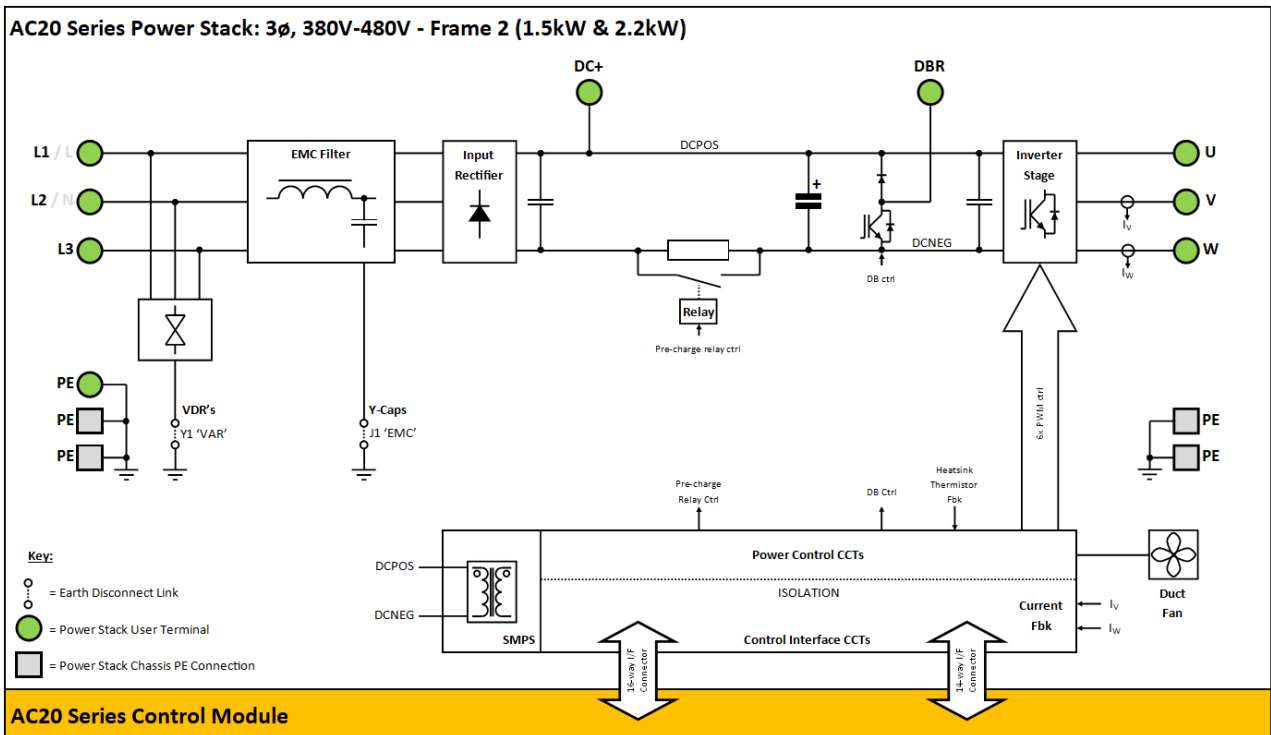 AC20 Series Power Stack: 3ø, 380V-480V - Frame 2 (1.5kW & 2.2kW)
DC+
DBR
L1 / L
EMC Filter
Input
Rectifier
DCPOS
Inverter
Stage
U
L2 / N
+
V
IV
L3
DCNEG
W
IW
DB ctrl
Relay
Pre-charge relay ctrl
6x PWM ctrl
PE
PE
PE
VDR's
Y1 'VAR'
Y-Caps
J1 'EMC'
PE
PE
Pre-charge
Relay Ctrl
DB Ctrl
Heatsink
Thermistor
Fbk
Key:
= Earth Disconnect Link
= Power Stack User Terminal
= Power Stack Chassis PE Connection
DCPOS
DCNEG
SMPS
Power Control CCTs
ISOLATION
Control Interface CCTs
Current
Fbk
IV
IW
Duct
Fan
16-way I/F
Connector
14-way I/F
Connector
AC20 Series Control Module